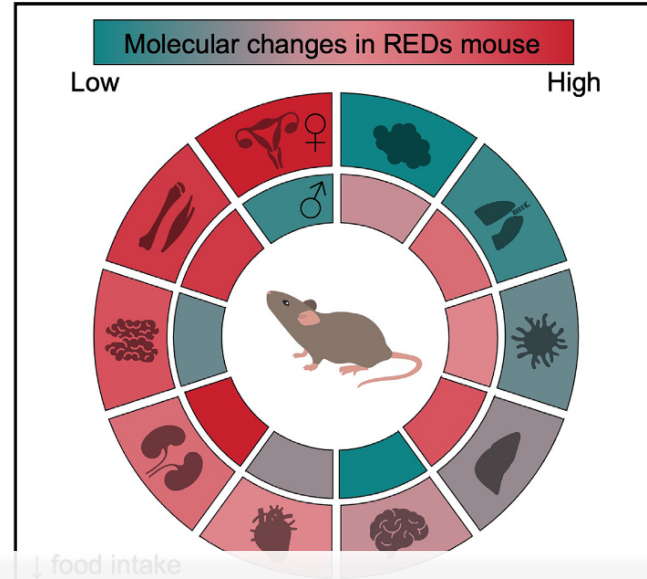 Molecular changes in REDs mouse
Low
High
♀
♂
↓ food intake